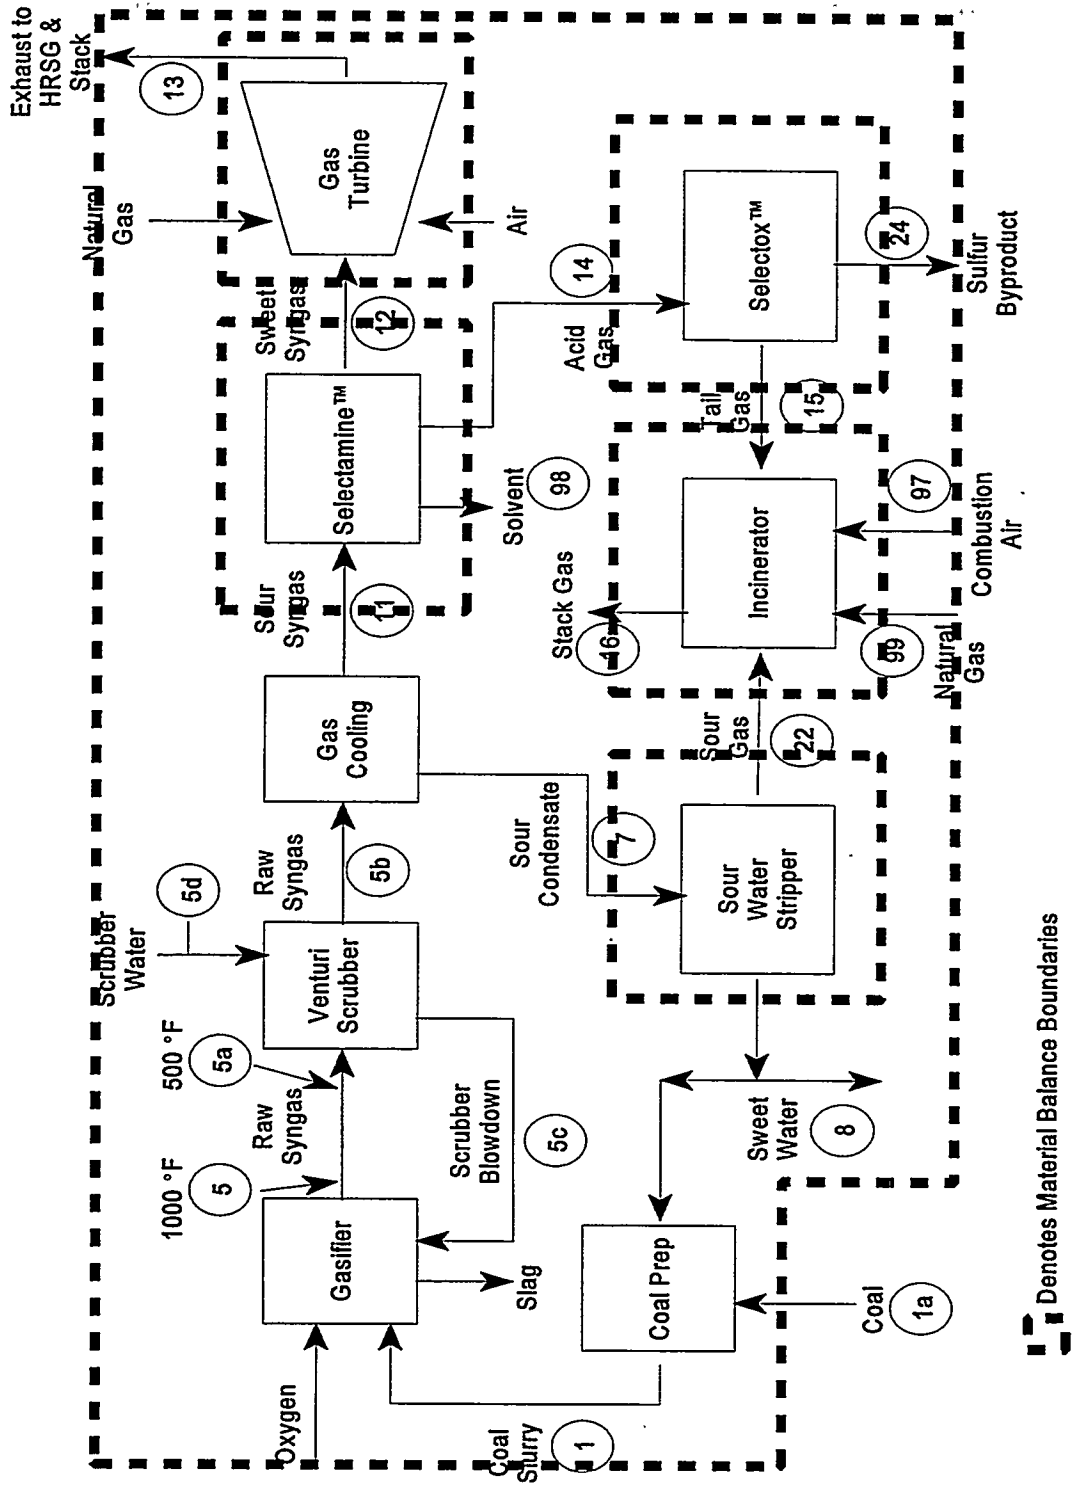 Scrubber
Water
5d
Natural
Gas
Exhaust to
HRSG &
Stack
13
1000 °F
5
500 °F
5a
Oxygen
Gasifier
Raw
Syngas
Venturi
Scrubber
Raw
Syngas
5b
Gas
Cooling
Sour
Syngas
11
Selectamine™
Sweet
Syngas
12
Gas
Turbine
Air
Slag
Scrubber
Blowdown
5c
Solvent
98
Acid
Gas
14
Coal
Slurry
1
Coal Prep
Coal
1a
Sweet
Water
8
Sour
Condensate
7
Sour
Water
Stripper
Sour
Gas
22
Stack Gas
16
Incinerator
Tail
Gas
15
Selectox™
99
Natural
Gas
97
Combustion
Air
24
Sulfur
Byproduct
Denotes Material Balance Boundaries